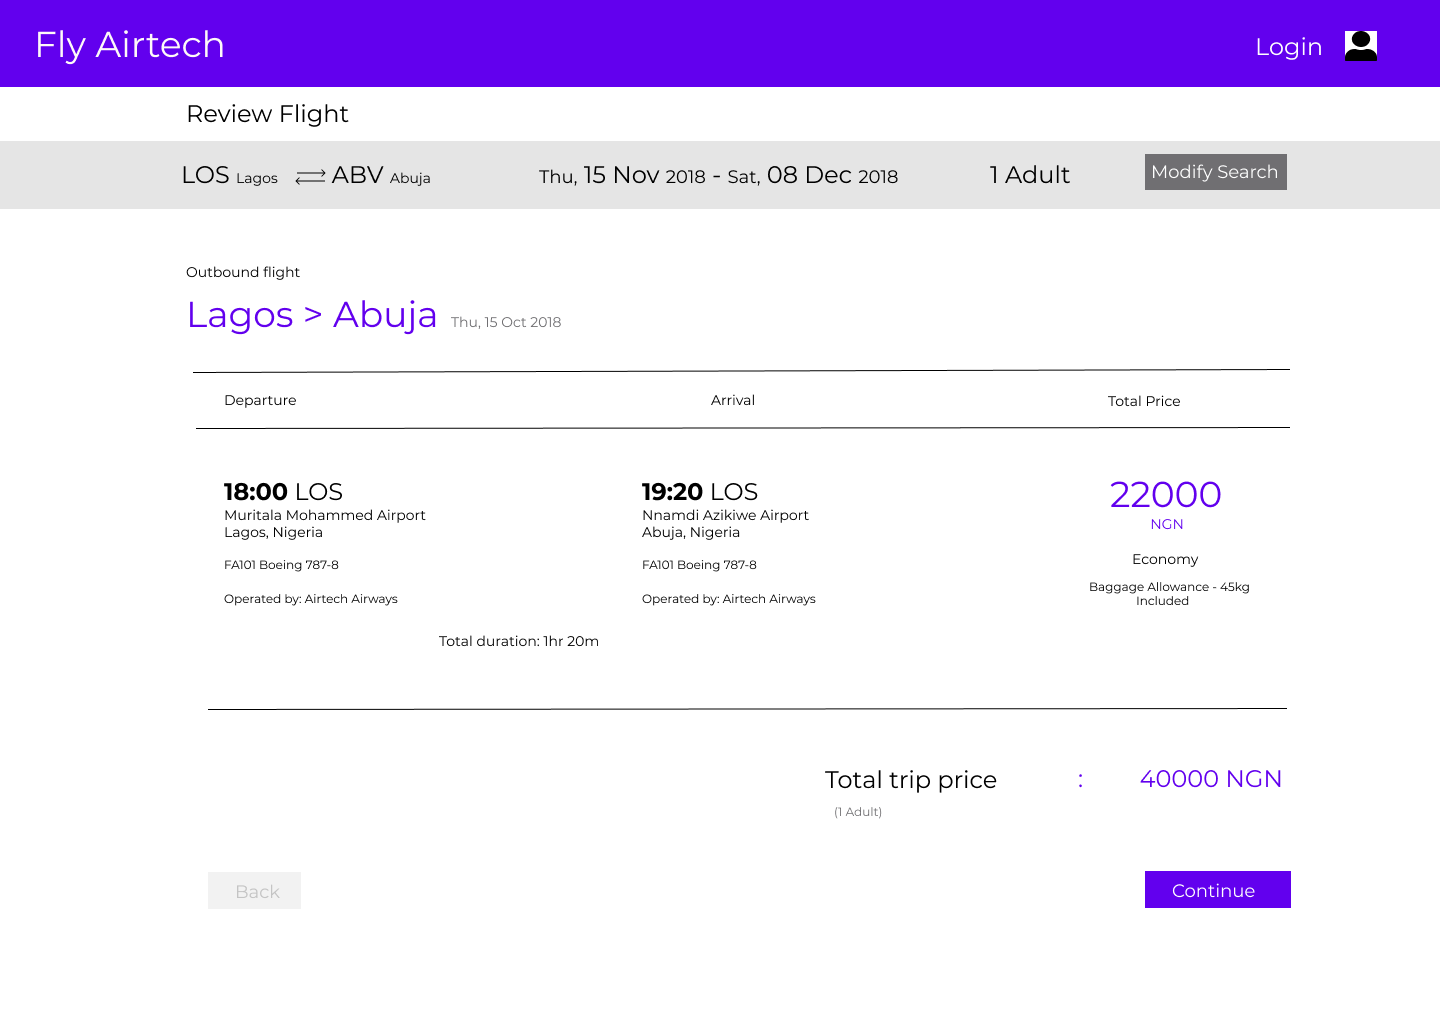 Fly Airtech
Login
Review Flight
LOS Lagos ABV Abuja Thu, 15 Nov 2018 - Sat, 08 Dec 2018 1 Adult Modify Search
Outbound flight
Lagos > Abuja Thu, 15 Oct 2018
Departure Arrival Total Price
18:00 LOS
Muritala Mohammed Airport
Lagos, Nigeria
FA101 Boeing 787-8
Operated by: Airtech Airways
19:20 LOS
Nnamdi Azikiwe Airport
Abuja, Nigeria
FA101 Boeing 787-8
Operated by: Airtech Airways
Total duration: 1hr 20m
22000
NGN
Economy
Baggage Allowance - 45kg
Included
Total trip price : 40000 NGN
(1 Adult)
Back
Continue